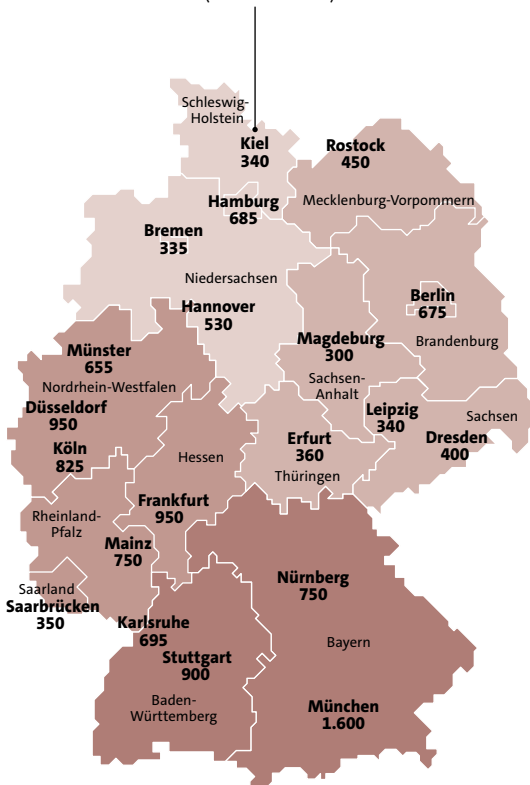 Schleswig-
Holstein
Kiel
340
Rostock
450
Mecklenburg-Vorpommern
Hamburg
685
Bremen
335
Niedersachsen
Hannover
530
Berlin
675
Brandenburg
Magdeburg
300
Sachsen-
Anhalt
Münster
655
Nordrhein-Westfalen
Düsseldorf
950
Köln
825
Leipzig
340
Sachsen
Dresden
400
Erfurt
360
Thüringen
Hessen
Frankfurt
950
Rheinland-
Pfalz
Mainz
750
Saarland
Saarbrücken
350
Nürnberg
750
Karlsruhe
695
Stuttgart
900
Bayern
Baden-
Württemberg
München
1.600